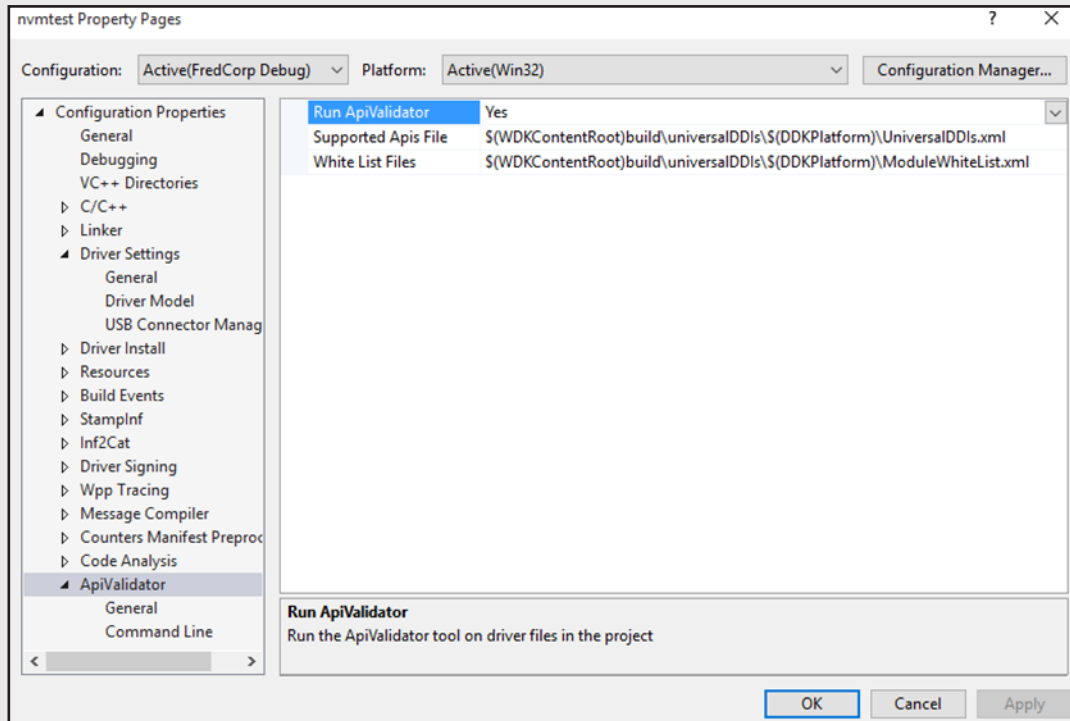 nvmtest Property Pages
Configuration: Active(FredCorp Debug) Platform: Active(Win32) Configuration Manager...
Configuration Properties
General
Debugging
VC++ Directories
C/C++
Linker
Driver Settings
General
Driver Model
USB Connector Manag
Driver Install
Resources
Build Events
StampInf
Inf2Cat
Driver Signing
Wpp Tracing
Message Compiler
Counters Manifest Preproc
Code Analysis
ApiValidator
General
Command Line
Run ApiValidator Yes
Supported Apis File $(WDKContentRoot)build\universalDDIs\$(DDKPlatform)\UniversalDDIs.xml
White List Files $(WDKContentRoot)build\universalDDIs\$(DDKPlatform)\ModuleWhiteList.xml
Run ApiValidator
Run the ApiValidator tool on driver files in the project
OK Cancel Apply